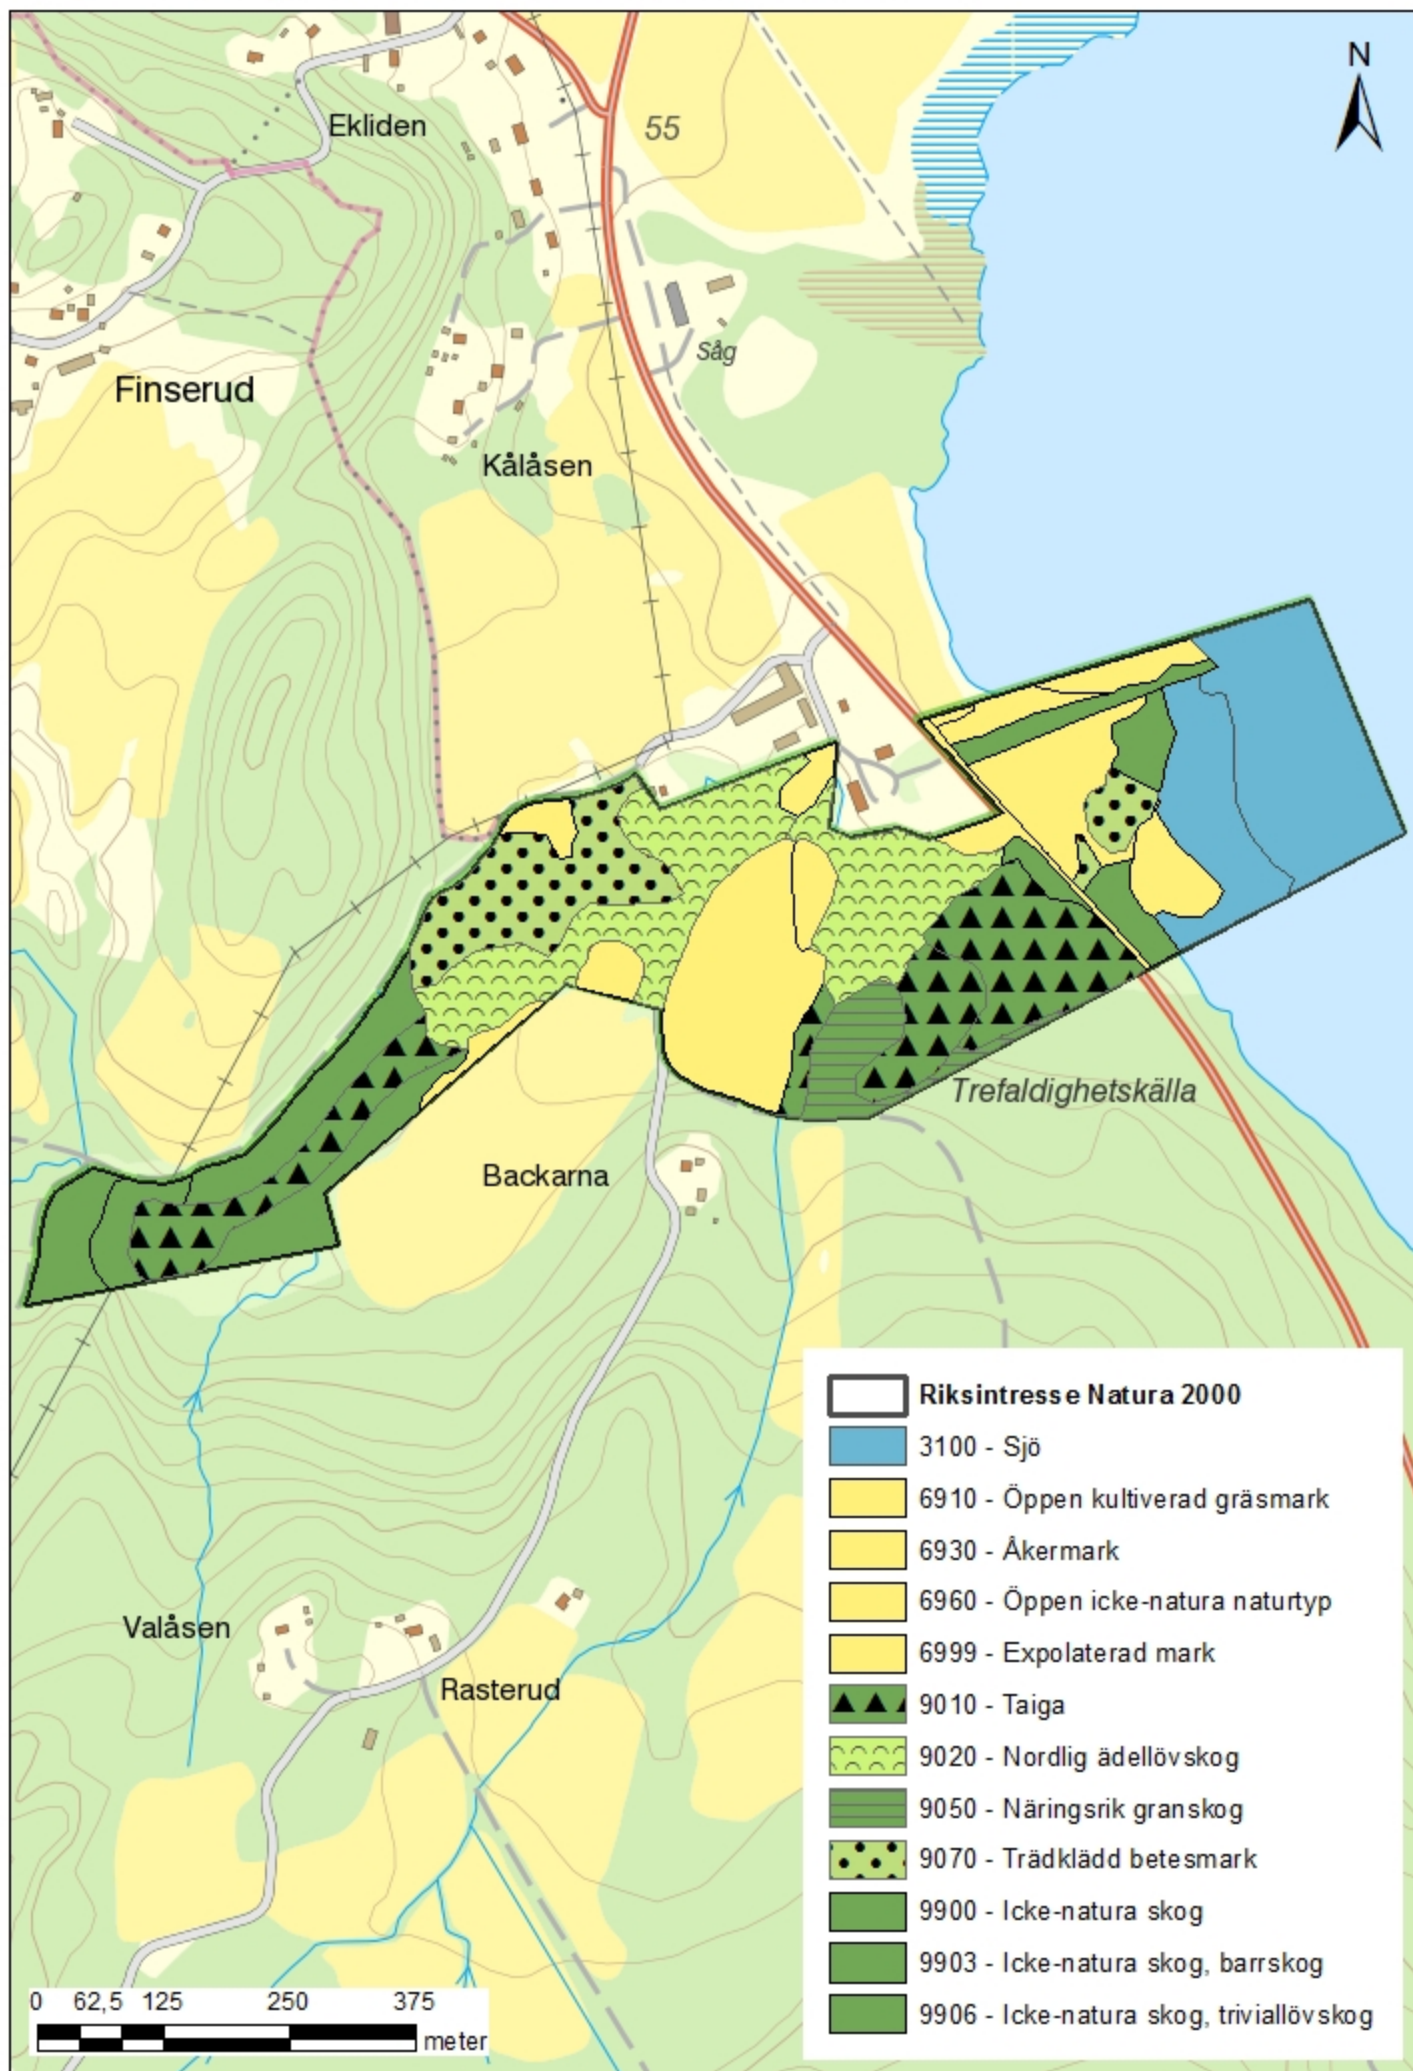 N
Ekliden
55
Såg
Finserud
Kålåsen
Trefaldighetskälla
Backarna
Valåsen
Rasterud
Riksintresse Natura 2000
3100 - Sjö
6910 - Öppen kultiverad gräsmark
6930 - Åkermark
6960 - Öppen icke-natura naturtyp
6999 - Expolaterad mark
9010 - Taiga
9020 - Nordlig ädellövskog
9050 - Näringsrik granskog
9070 - Trädklädd betesmark
9900 - Icke-natura skog
9903 - Icke-natura skog, barrskog
9906 - Icke-natura skog, triviallövskog
0 62,5 125 250 375
meter